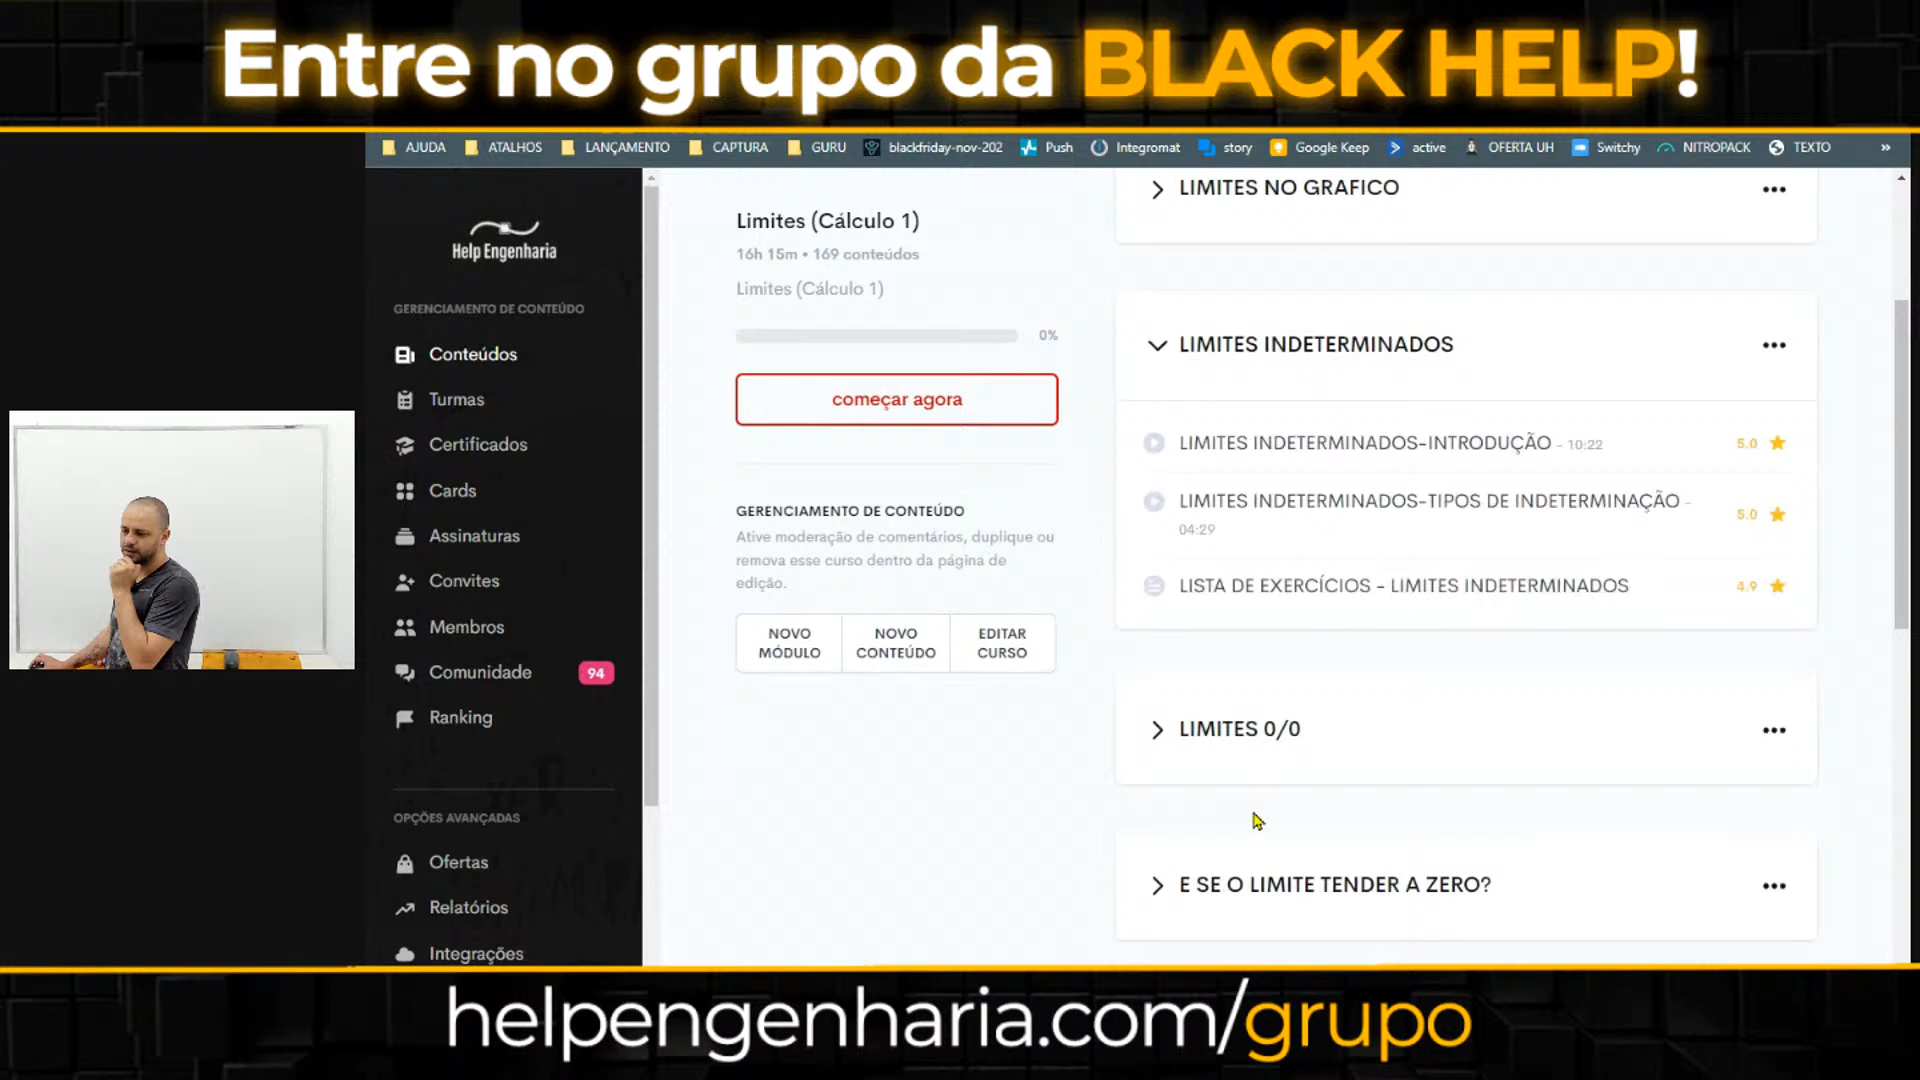 Entre no grupo da BLACK HELP!
AJUDA ATALHOS LANÇAMENTO CAPTURA GURU blackfriday-nov-202 Push Integromat story Google Keep active OFERTA UH Switchy NITROPACK TEXTO »
Help Engenharia
GERENCIAMENTO DE CONTEÚDO
Conteúdos
Turmas
Certificados
Cards
Assinaturas
Convites
Membros
Comunidade 94
Ranking
OPÇÕES AVANÇADAS
Ofertas
Relatórios
Integrações
Limites (Cálculo 1)
16h 15m • 169 conteúdos
Limites (Cálculo 1)
0%
começar agora
GERENCIAMENTO DE CONTEÚDO
Ative moderação de comentários, duplique ou
remova esse curso dentro da página de
edição.
NOVO MÓDULO
NOVO CONTEÚDO
EDITAR CURSO
LIMITES NO GRAFICO
LIMITES INDETERMINADOS
LIMITES INDETERMINADOS-INTRODUÇÃO - 10:22 5.0
LIMITES INDETERMINADOS-TIPOS DE INDETERMINAÇÃO -
04:29 5.0
LISTA DE EXERCÍCIOS - LIMITES INDETERMINADOS 4.9
LIMITES 0/0
E SE O LIMITE TENDER A ZERO?
helpengenharia.com/grupo